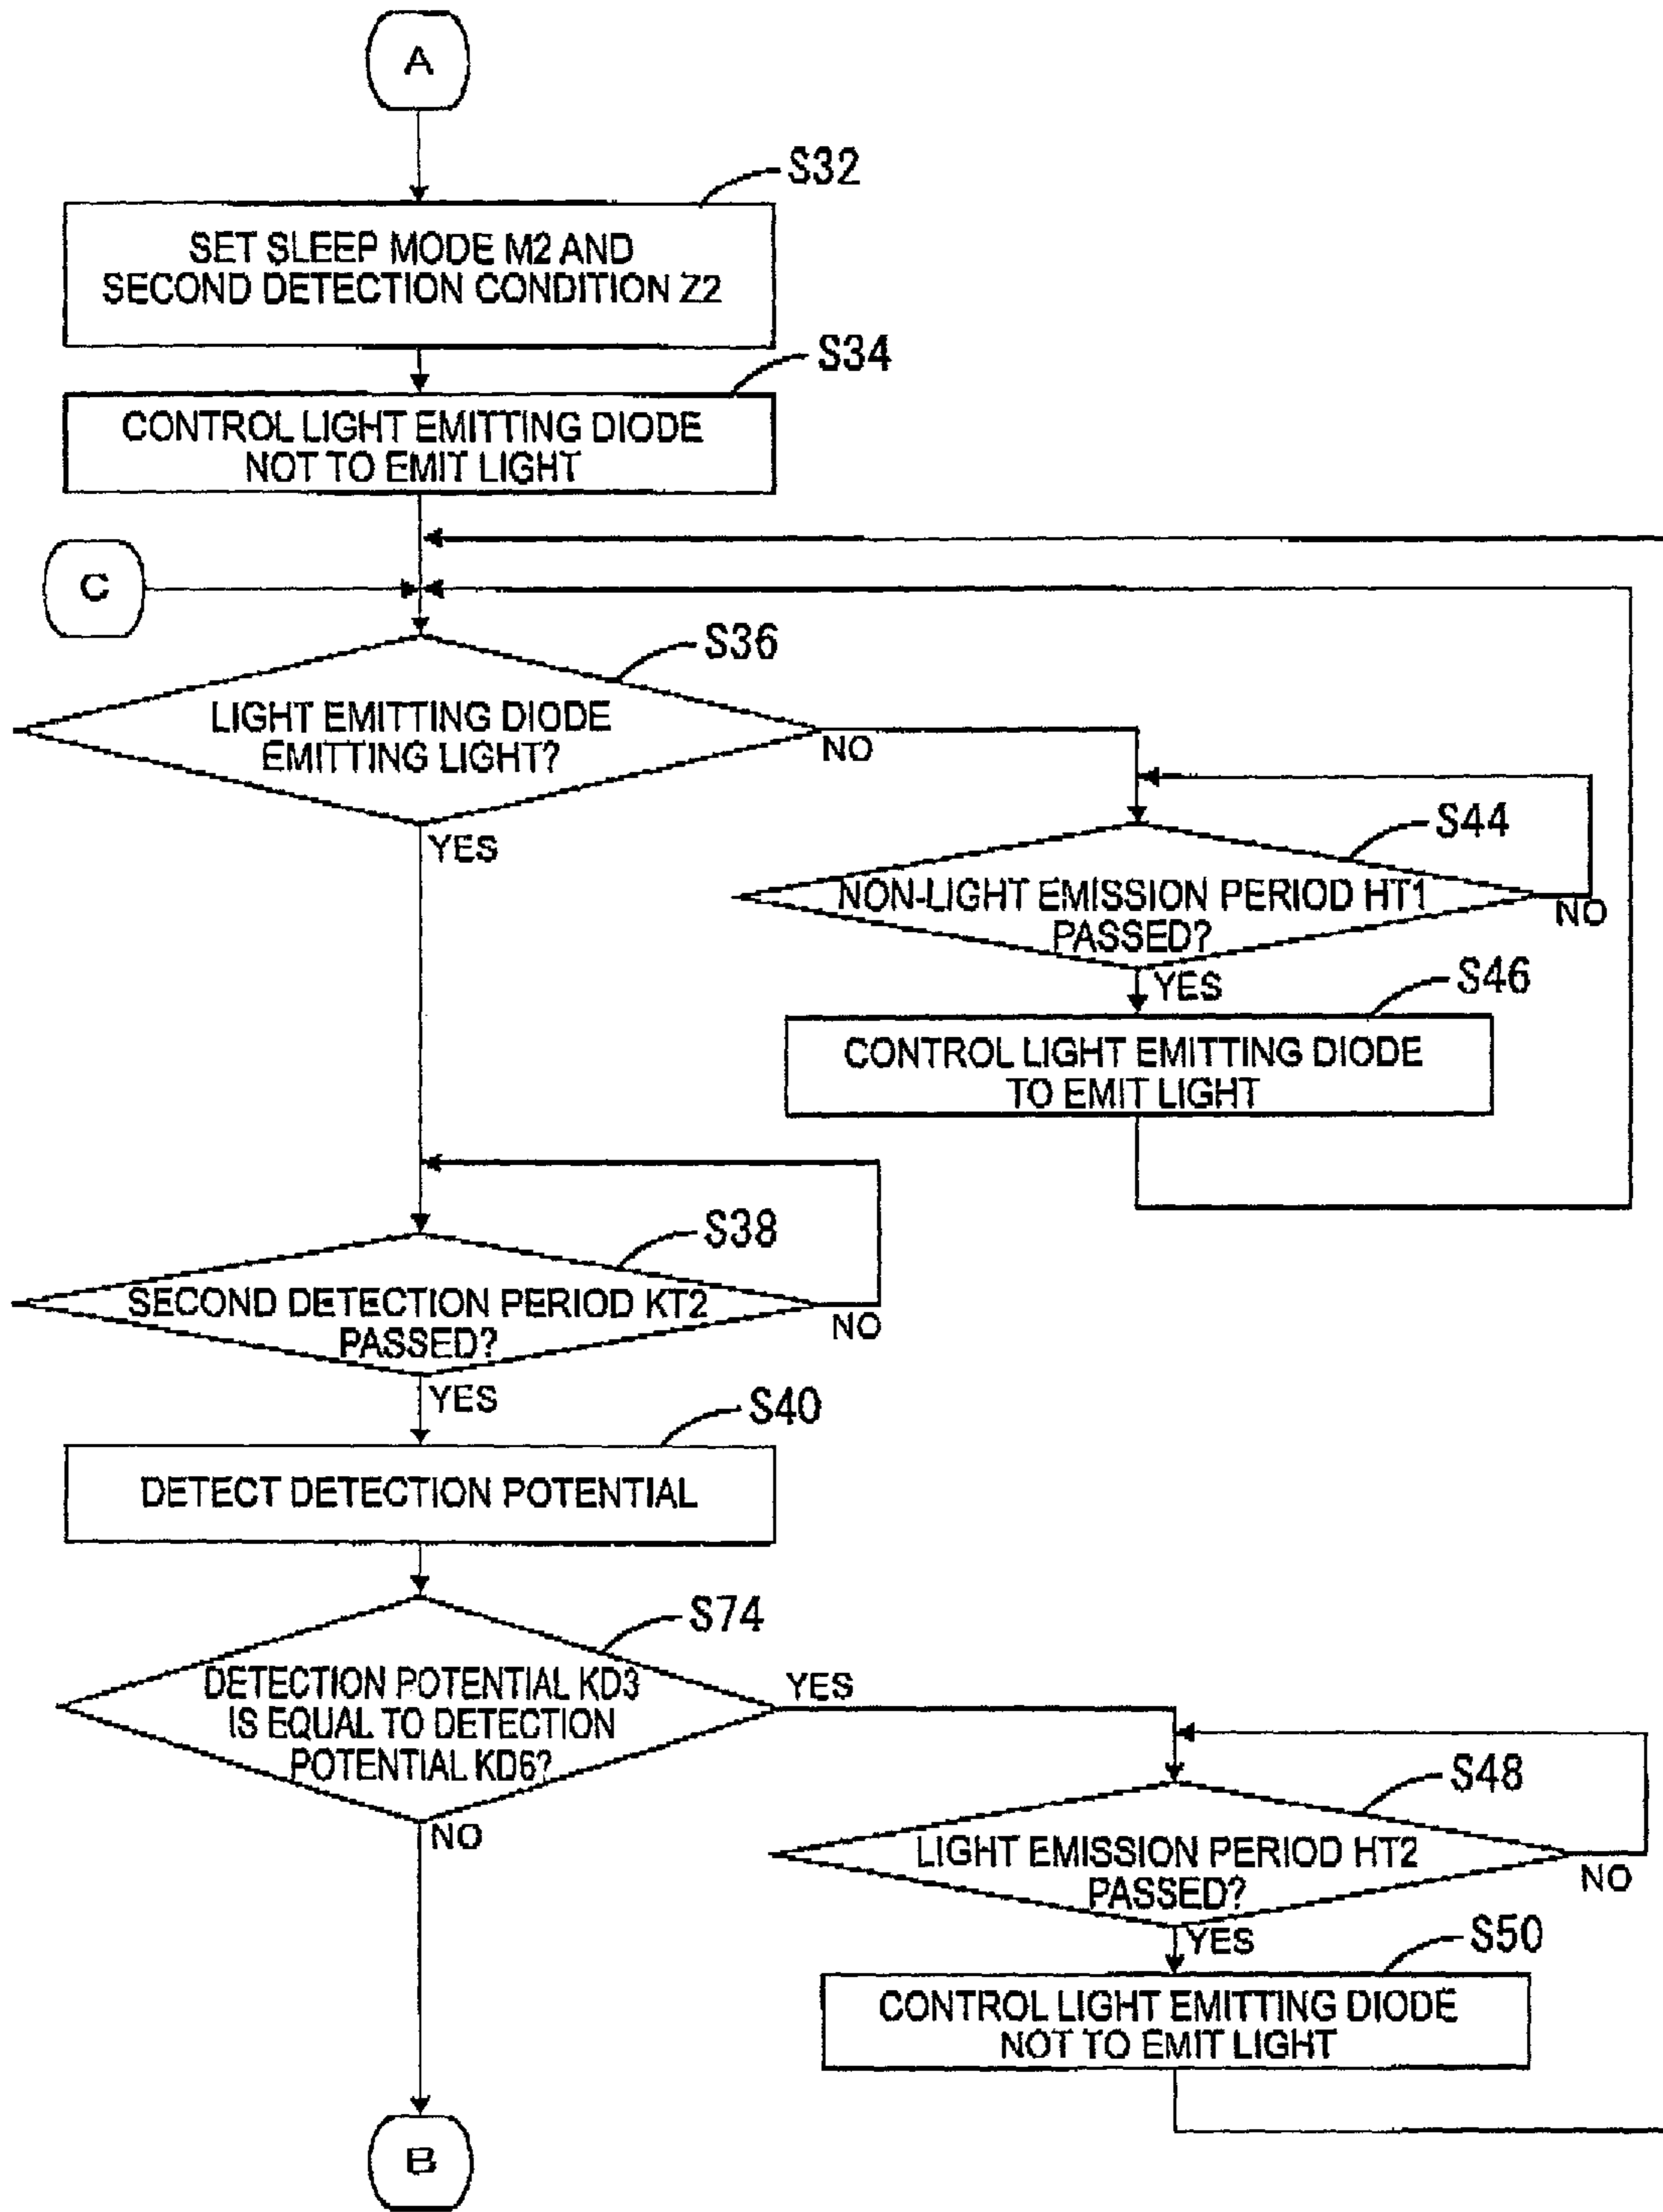 A
S32
SET SLEEP MODE M2 AND
SECOND DETECTION CONDITION Z2
S34
CONTROL LIGHT EMITTING DIODE
NOT TO EMIT LIGHT
C
S36
LIGHT EMITTING DIODE
EMITTING LIGHT?
NO
YES
S44
NON-LIGHT EMISSION PERIOD HT1
PASSED?
NO
YES
S46
CONTROL LIGHT EMITTING DIODE
TO EMIT LIGHT
S38
SECOND DETECTION PERIOD KT2
PASSED?
NO
YES
S40
DETECT DETECTION POTENTIAL
S74
DETECTION POTENTIAL KD3
IS EQUAL TO DETECTION
POTENTIAL KD6?
YES
NO
S48
LIGHT EMISSION PERIOD HT2
PASSED?
NO
YES
S50
CONTROL LIGHT EMITTING DIODE
NOT TO EMIT LIGHT
B